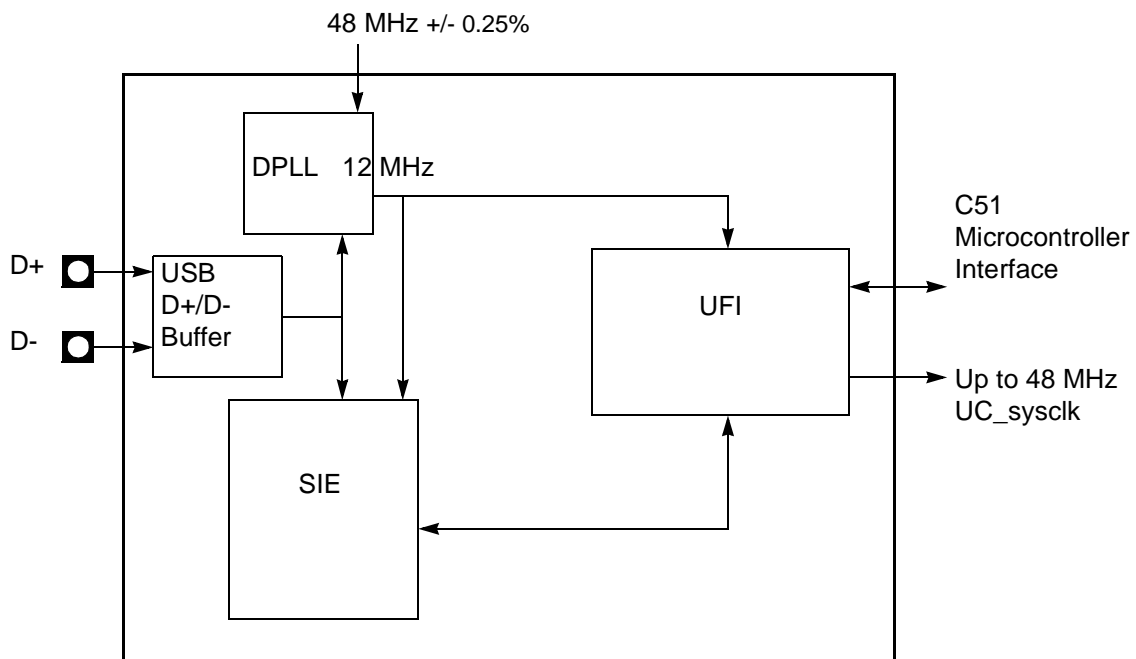 48 MHz +/- 0.25%
DPLL 12 MHz
C51
Microcontroller
Interface
D+
USB
D+/D-
Buffer
D-
UFI
Up to 48 MHz
UC_sysclk
SIE